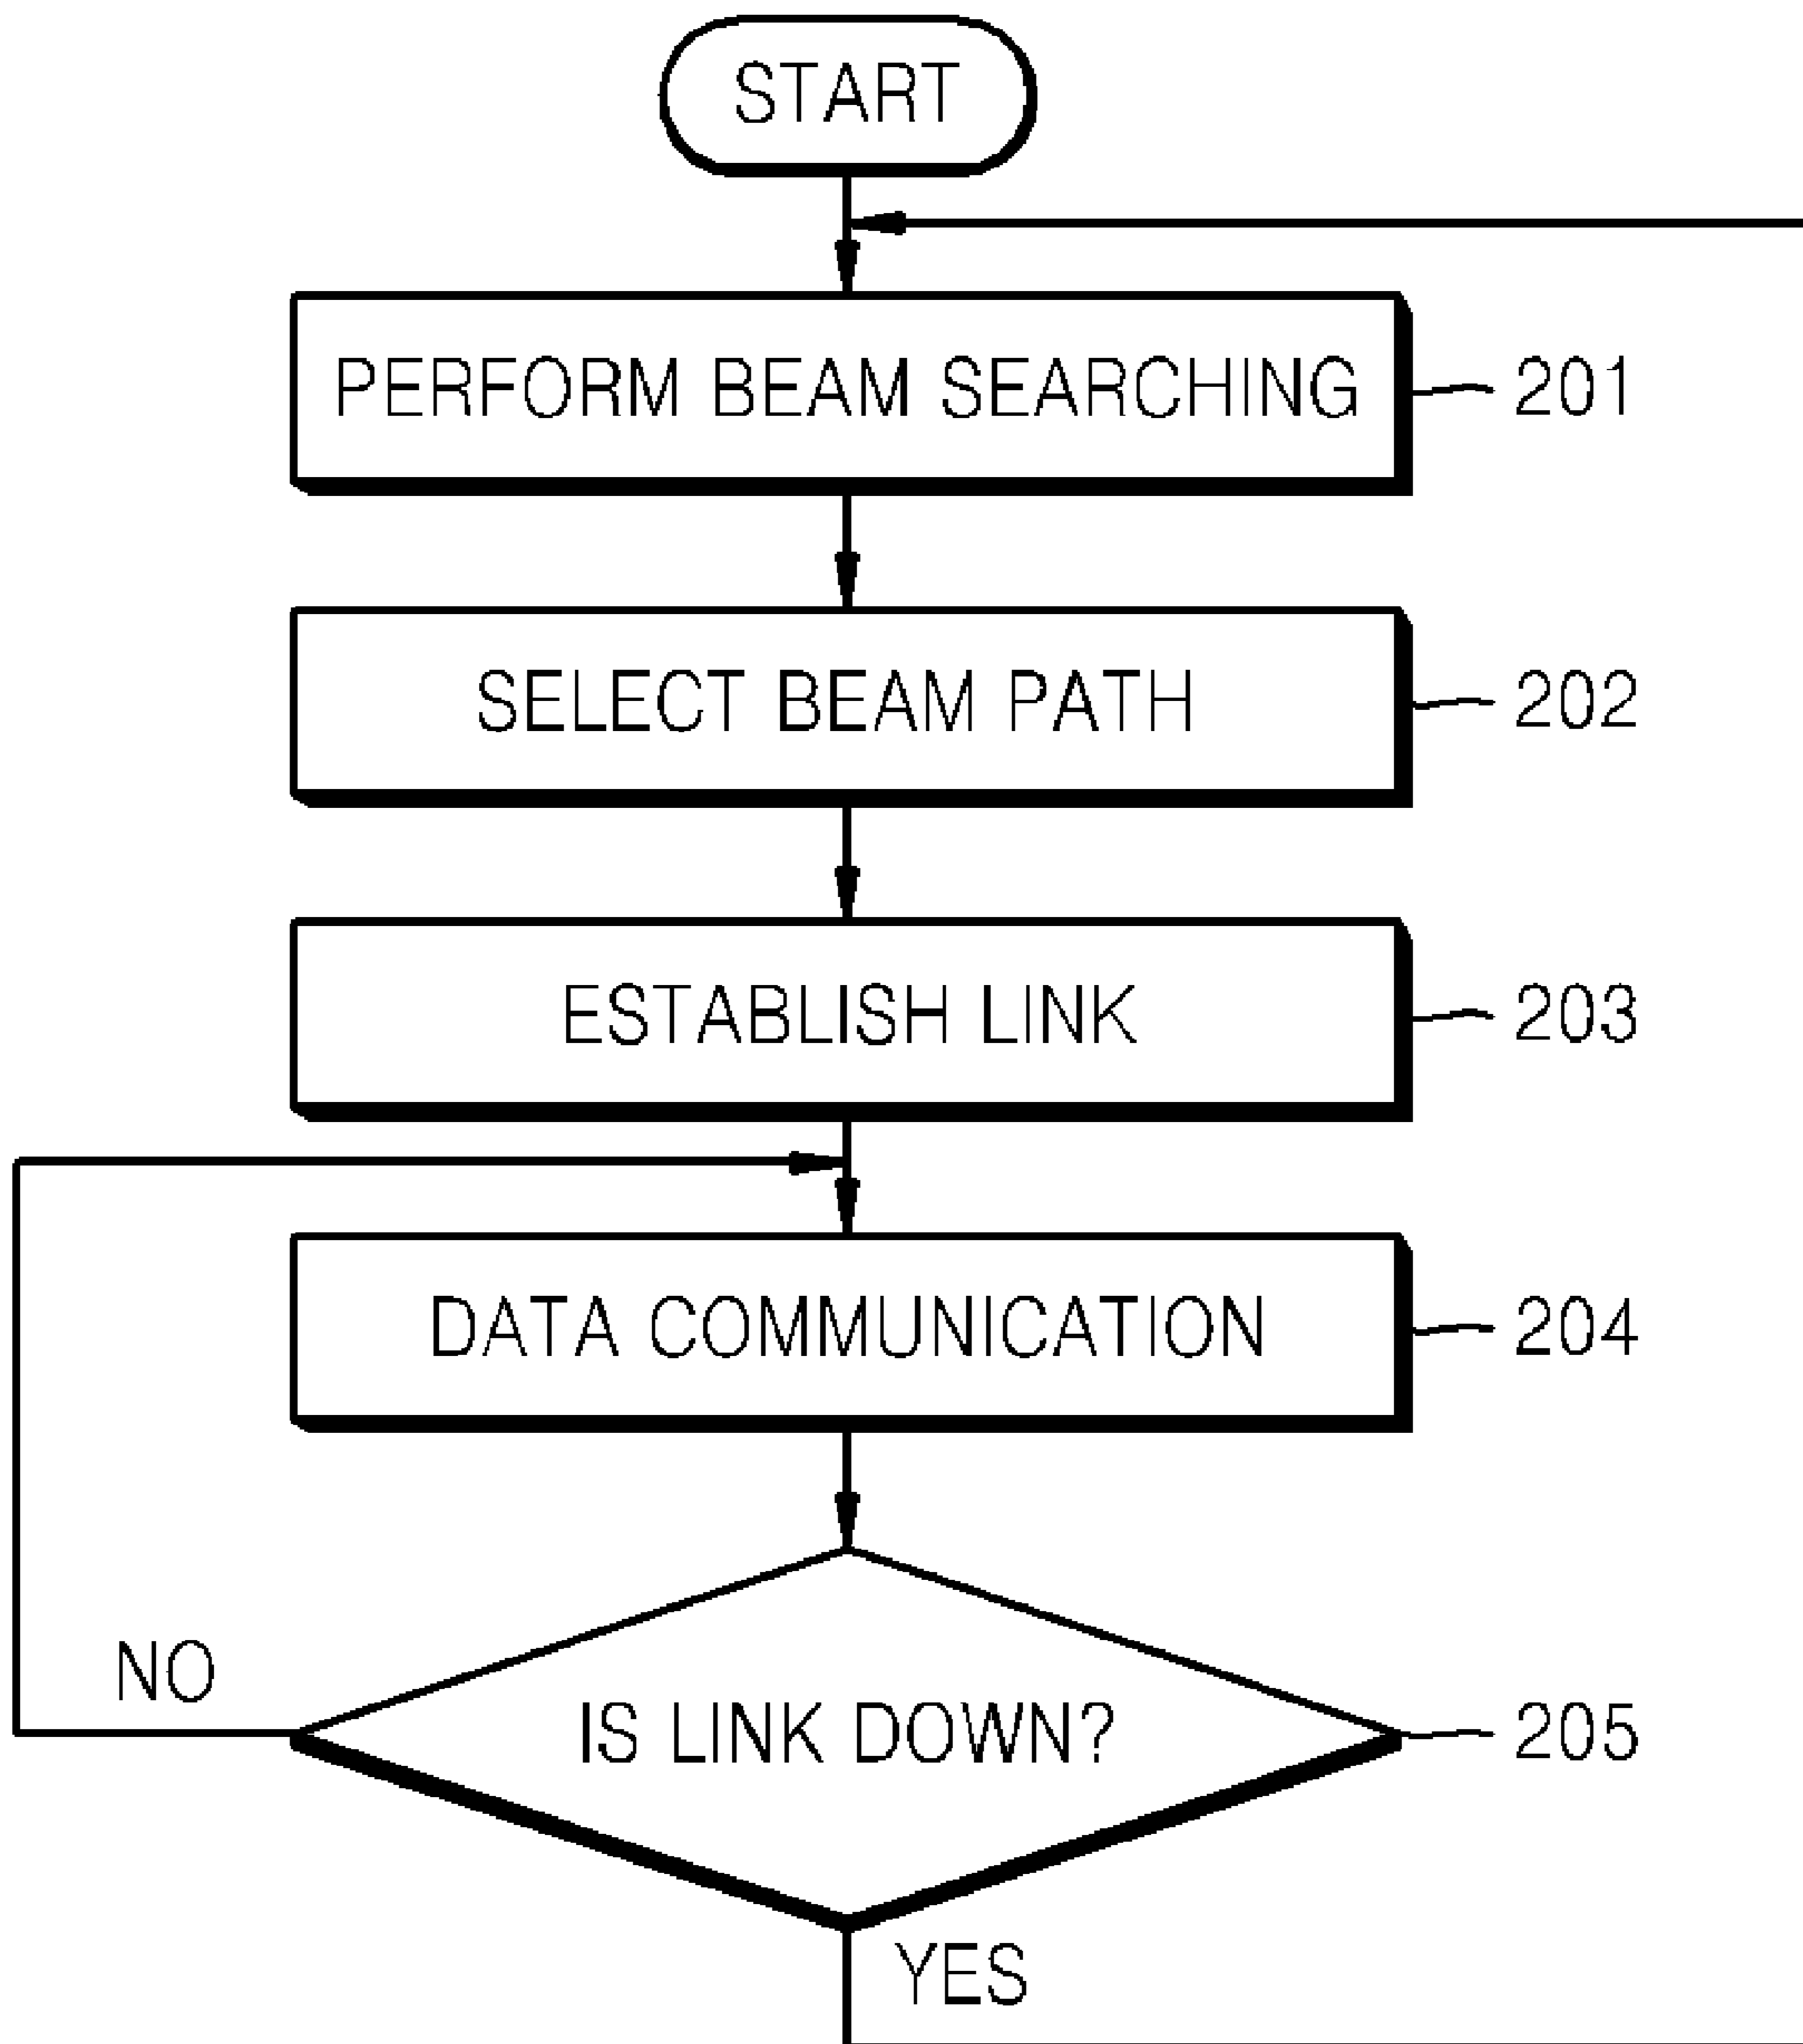 START
PERFORM BEAM SEARCHING
201
SELECT BEAM PATH
202
ESTABLISH LINK
203
DATA COMMUNICATION
204
NO
IS LINK DOWN?
205
YES